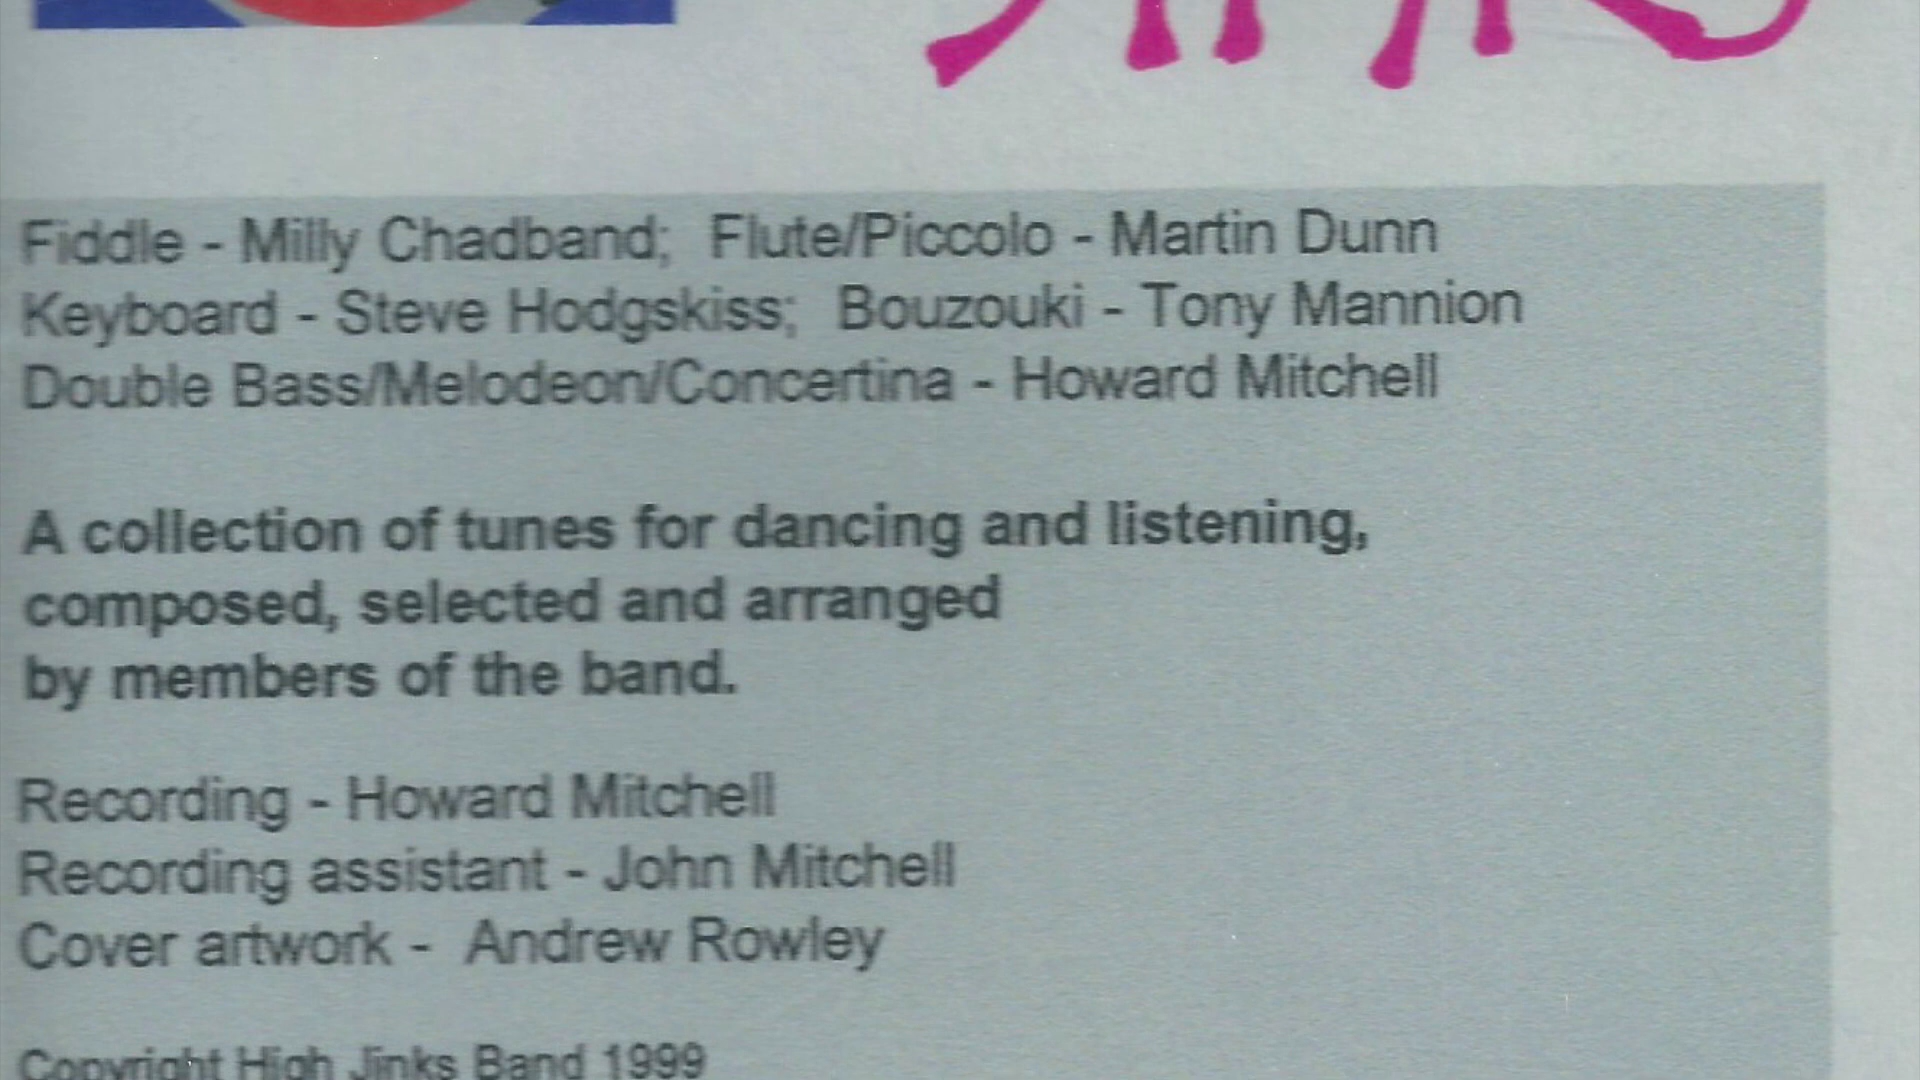 Fiddle - Milly Chadband; Flute/Piccolo - Martin Dunn
Keyboard - Steve Hodgskiss; Bouzouki - Tony Mannion
Double Bass/Melodeon/Concertina - Howard Mitchell
A collection of tunes for dancing and listening,
composed, selected and arranged
by members of the band.
Recording - Howard Mitchell
Recording assistant - John Mitchell
Cover artwork - Andrew Rowley
Copyright High Jinks Band 1999